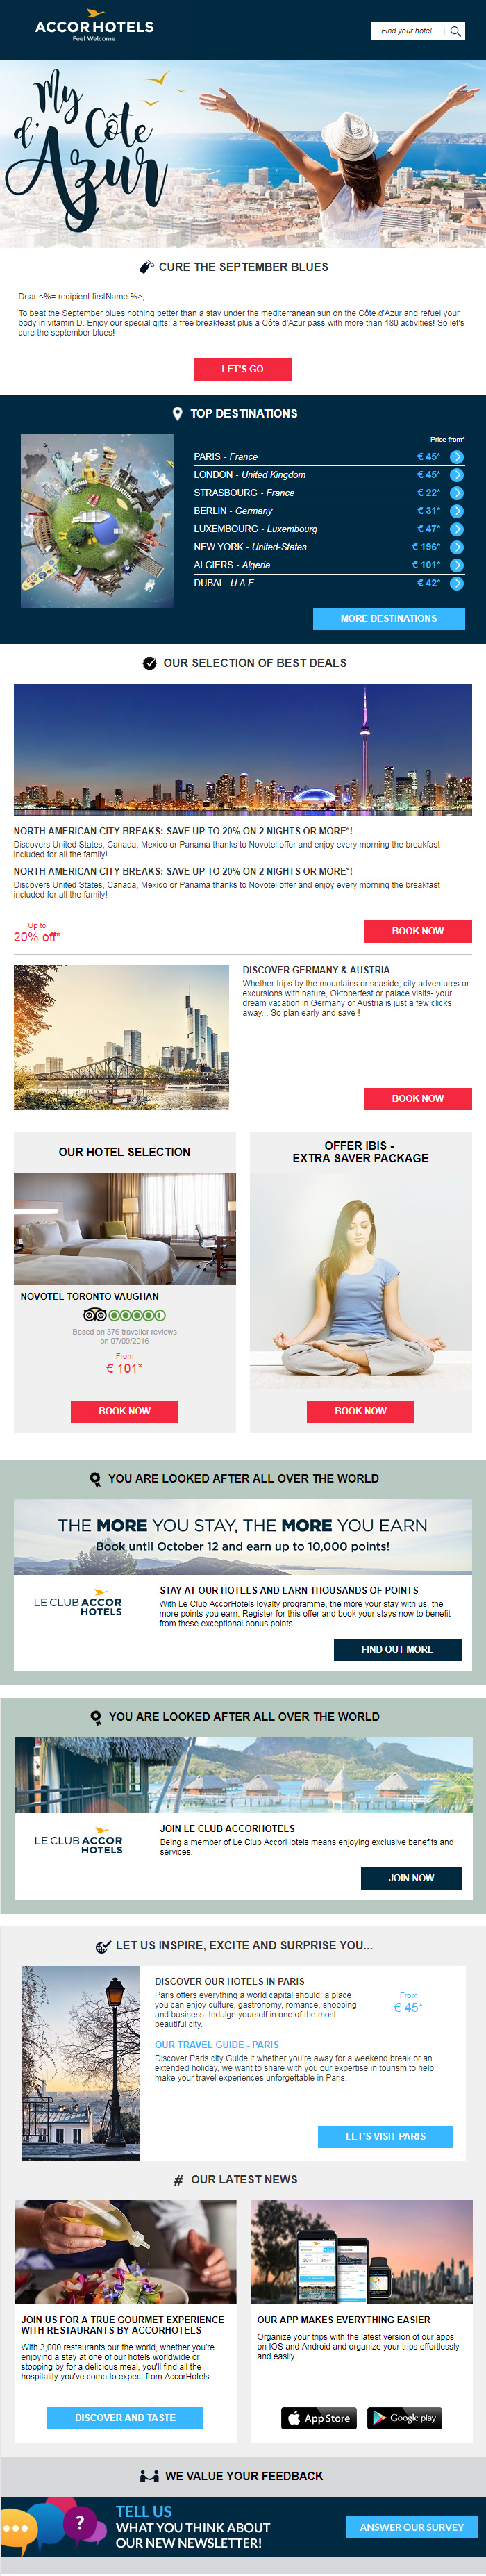 ACCORHOTELS
Feel Welcome
Find your hotel |
My
Côte
d'Azur
CURE THE SEPTEMBER BLUES
Dear <%= recipient.firstName %>,
To beat the September blues nothing better than a stay under the mediterranean sun on the Côte d'Azur and refuel your
body in vitamin D. Enjoy our special gifts: a free breakfeast plus a Côte d'Azur pass with more than 180 activities! So let's
cure the september blues!
LET'S GO
TOP DESTINATIONS
Price from*
PARIS - France € 45*
LONDON - United Kingdom € 45*
STRASBOURG - France € 22*
BERLIN - Germany € 31*
LUXEMBOURG - Luxembourg € 47*
NEW YORK - United-States € 196*
ALGIERS - Algeria € 101*
DUBAI - U.A.E € 42*
MORE DESTINATIONS
OUR SELECTION OF BEST DEALS
NORTH AMERICAN CITY BREAKS: SAVE UP TO 20% ON 2 NIGHTS OR MORE*!
Discovers United States, Canada, Mexico or Panama thanks to Novotel offer and enjoy every morning the breakfast
included for all the family!
NORTH AMERICAN CITY BREAKS: SAVE UP TO 20% ON 2 NIGHTS OR MORE*!
Discovers United States, Canada, Mexico or Panama thanks to Novotel offer and enjoy every morning the breakfast
included for all the family!
Up to
20% off*
BOOK NOW
DISCOVER GERMANY & AUSTRIA
Whether trips by the mountains or seaside, city adventures or
excursions with nature, Oktoberfest or palace visits- your
dream vacation in Germany or Austria is just a few clicks
away... So plan early and save !
BOOK NOW
OUR HOTEL SELECTION
NOVOTEL TORONTO VAUGHAN
Based on 376 traveller reviews
on 07/09/2016
From
€ 101*
BOOK NOW
OFFER IBIS -
EXTRA SAVER PACKAGE
BOOK NOW
YOU ARE LOOKED AFTER ALL OVER THE WORLD
THE MORE YOU STAY, THE MORE YOU EARN
Book until October 12 and earn up to 10,000 points!
LE CLUB ACCOR
HOTELS
STAY AT OUR HOTELS AND EARN THOUSANDS OF POINTS
With Le Club AccorHotels loyalty programme, the more your stay with us, the
more points you earn. Register for this offer and book your stays now to benefit
from these exceptional bonus points.
FIND OUT MORE
YOU ARE LOOKED AFTER ALL OVER THE WORLD
LE CLUB ACCOR
HOTELS
JOIN LE CLUB ACCORHOTELS
Being a member of Le Club AccorHotels means enjoying exclusive benefits and
services.
JOIN NOW
LET US INSPIRE, EXCITE AND SURPRISE YOU...
DISCOVER OUR HOTELS IN PARIS
Paris offers everything a world capital should: a place
you can enjoy culture, gastronomy, romance, shopping
and business. Indulge yourself in one of the most
beautiful city.
From
€ 45*
OUR TRAVEL GUIDE - PARIS
Discover Paris city Guide it whether you're away for a weekend break or an
extended holiday, we want to share with you our expertise in tourism to help
make your travel experiences unforgettable in Paris.
LET'S VISIT PARIS
# OUR LATEST NEWS
JOIN US FOR A TRUE GOURMET EXPERIENCE
WITH RESTAURANTS BY ACCORHOTELS
With 3,000 restaurants our the world, whether you're
enjoying a stay at one of our hotels worldwide or
stopping by for a delicious meal, you'll find all the
hospitality you've come to expect from AccorHotels.
DISCOVER AND TASTE
OUR APP MAKES EVERYTHING EASIER
Organize your trips with the latest version of our apps
on IOS and Android and organize your trips effortlessly
and easily.
App Store
Google play
WE VALUE YOUR FEEDBACK
?
TELL US
WHAT YOU THINK ABOUT
OUR NEW NEWSLETTER!
ANSWER OUR SURVEY